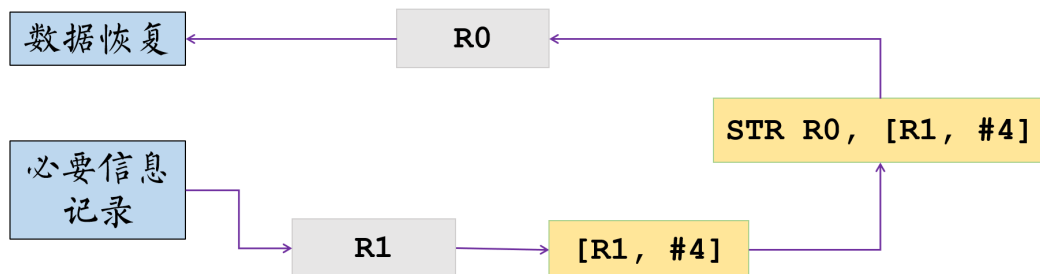 数据恢复
R0
STR R0, [R1, #4]
必要信息
记录
R1
[R1, #4]